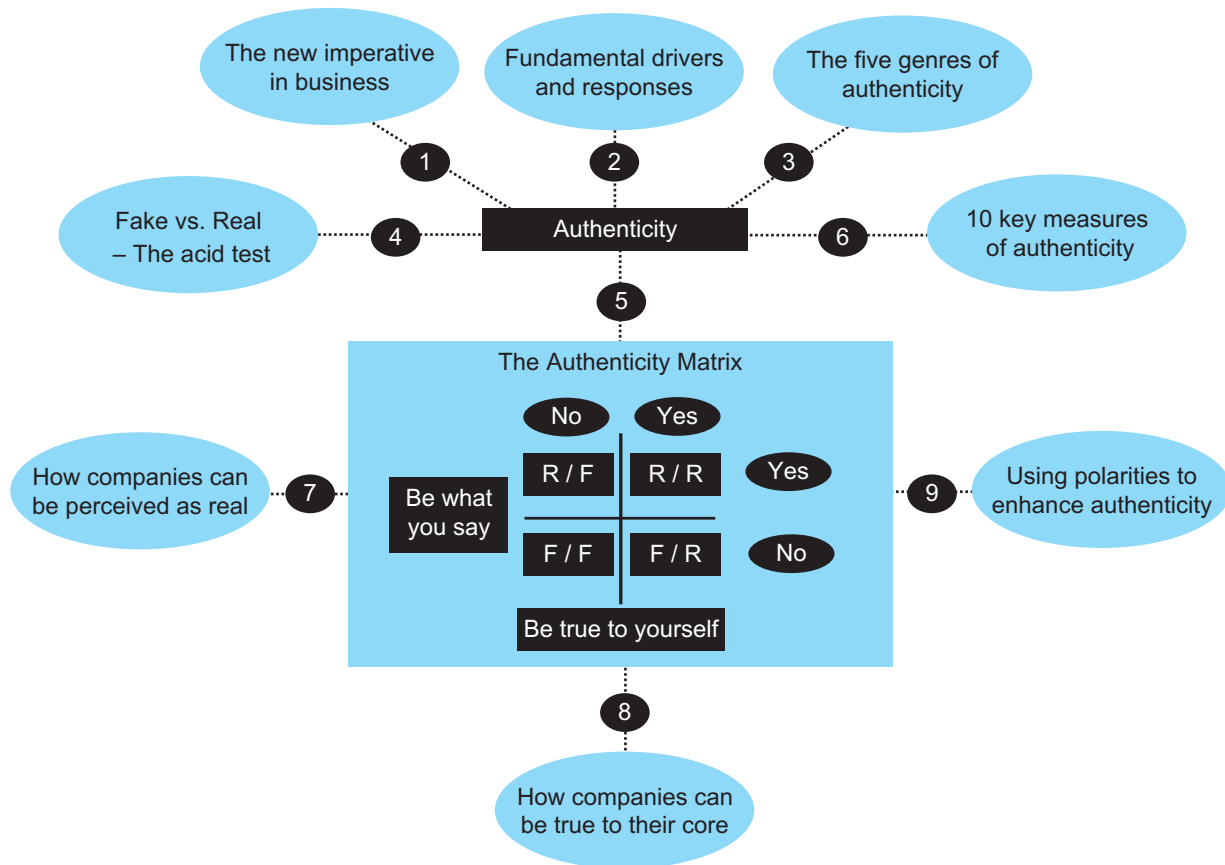 The new imperative
in business
Fundamental drivers
and responses
The five genres of
authenticity
1
2
3
Fake vs. Real
– The acid test
4
Authenticity
6
10 key measures
of authenticity
5
The Authenticity Matrix
No
Yes
How companies can
be perceived as real
7
Be what
you say
R / F
R / R
Yes
F / F
F / R
No
Be true to yourself
9
Using polarities to
enhance authenticity
8
How companies can
be true to their core